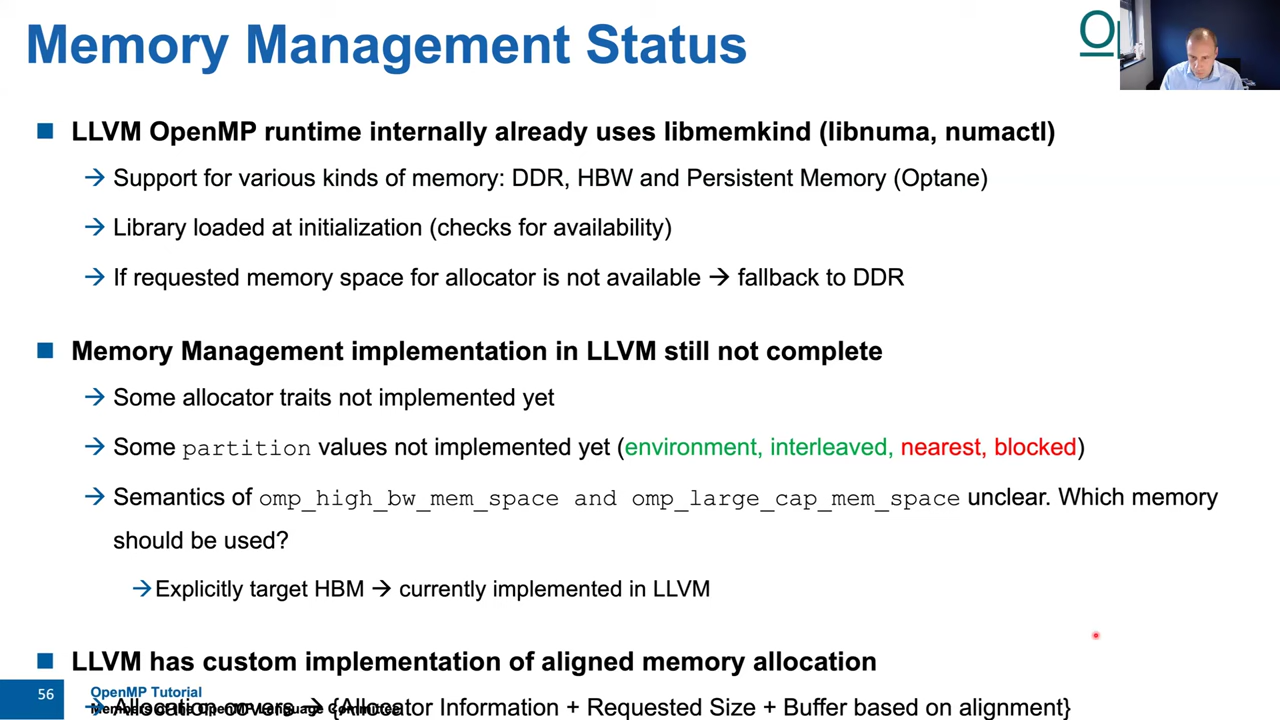 Memory Management Status
LLVM OpenMP runtime internally already uses libmemkind (libnuma, numactl)
→ Support for various kinds of memory: DDR, HBW and Persistent Memory (Optane)
→ Library loaded at initialization (checks for availability)
→ If requested memory space for allocator is not available → fallback to DDR
Memory Management implementation in LLVM still not complete
→ Some allocator traits not implemented yet
→ Some partition values not implemented yet (environment, interleaved, nearest, blocked)
→ Semantics of omp_high_bw_mem_space and omp_large_cap_mem_space unclear. Which memory
should be used?
→ Explicitly target HBM → currently implemented in LLVM
LLVM has custom implementation of aligned memory allocation
→ Allocation covers → {Allocator Information + Requested Size + Buffer based on alignment}
56
OpenMP Tutorial
Members of the OpenMP Language Committee